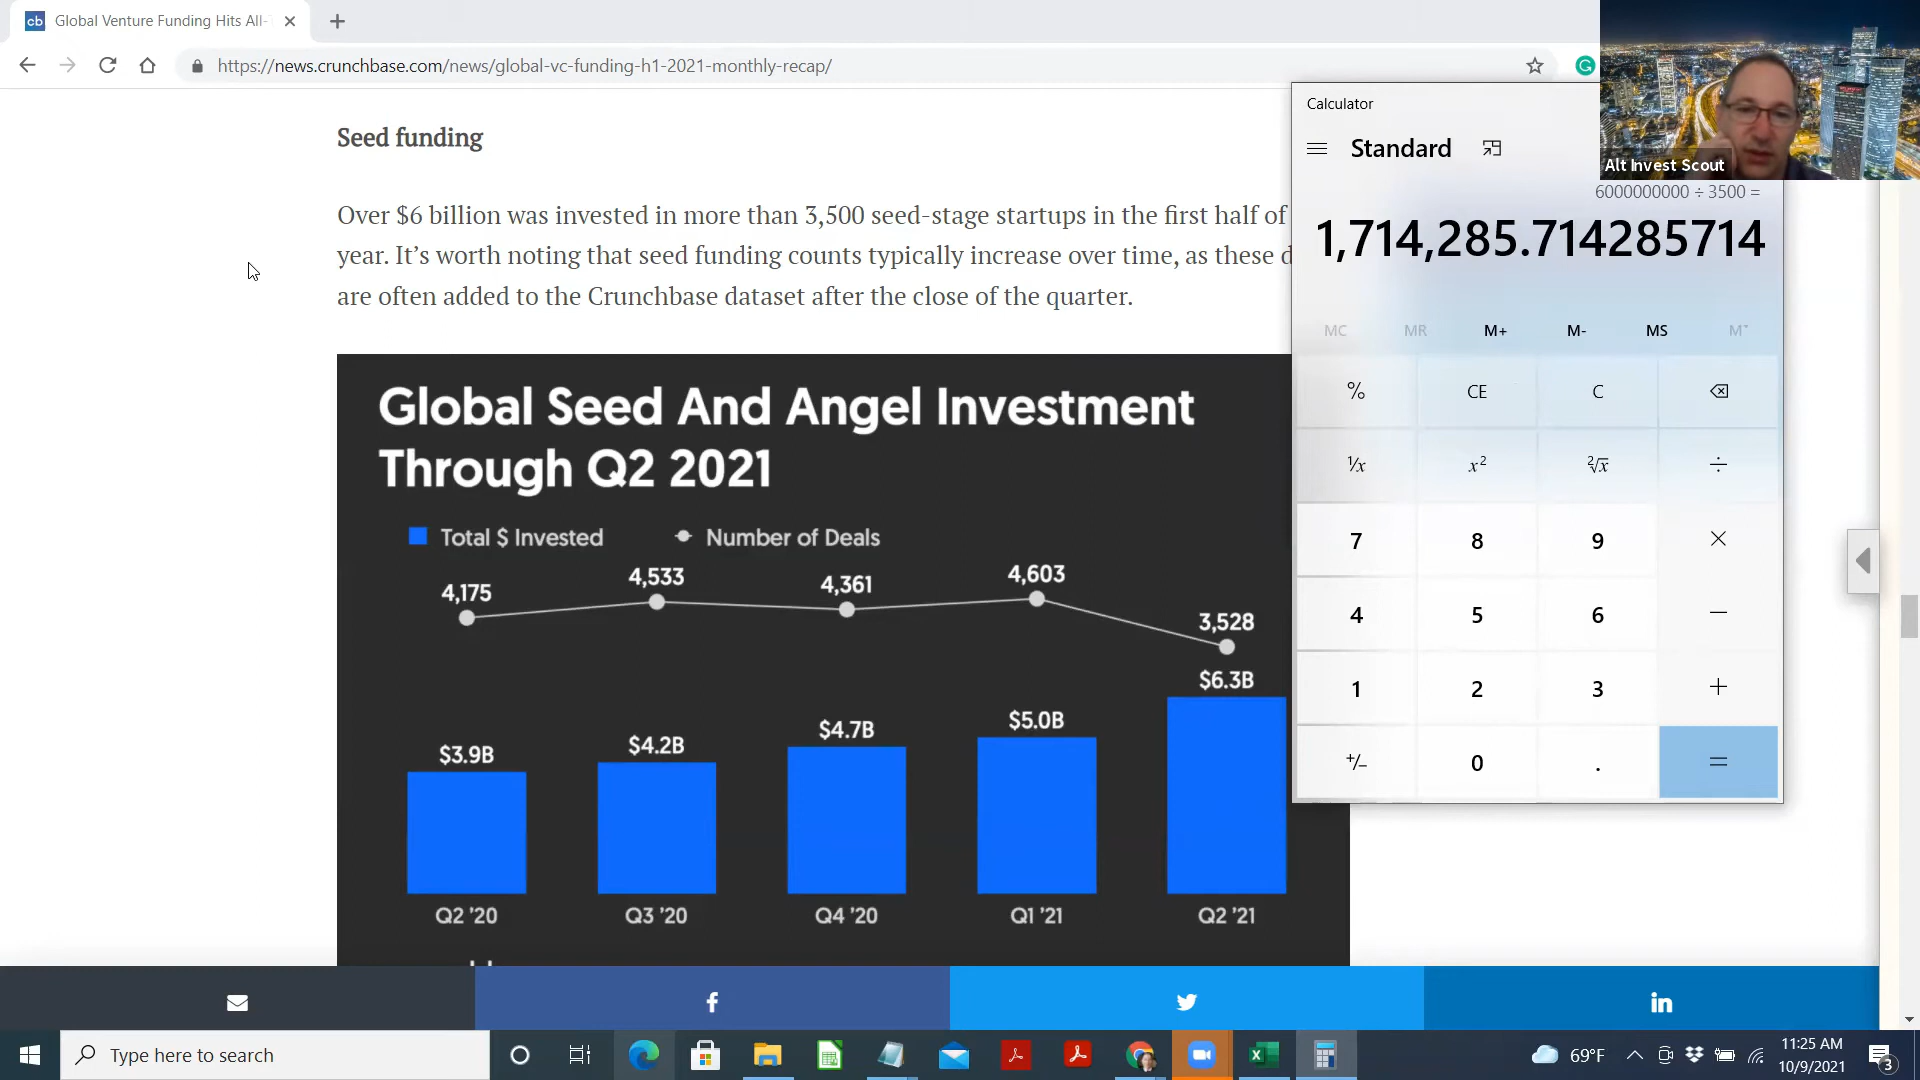 Global Venture Funding Hits All-
https://news.crunchbase.com/news/global-vc-funding-h1-2021-monthly-recap/
Seed funding
Over $6 billion was invested in more than 3,500 seed-stage startups in the first half of
year. It’s worth noting that seed funding counts typically increase over time, as these d
are often added to the Crunchbase dataset after the close of the quarter.
Global Seed And Angel Investment
Through Q2 2021
Total $ Invested
Number of Deals
4,175
4,533
4,361
4,603
3,528
$3.9B
$4.2B
$4.7B
$5.0B
$6.3B
Q2 ’20
Q3 ’20
Q4 ’20
Q1 ’21
Q2 ’21
Calculator
Standard
Alt Invest Scout
6000000000 ÷ 3500 =
1,714,285.714285714
MC MR M+ M- MS M˅
% CE C
¹⁄x x² ²√x ÷
7 8 9 ×
4 5 6 −
1 2 3 +
+/− 0 . =
Type here to search
69°F
11:25 AM
10/9/2021
3